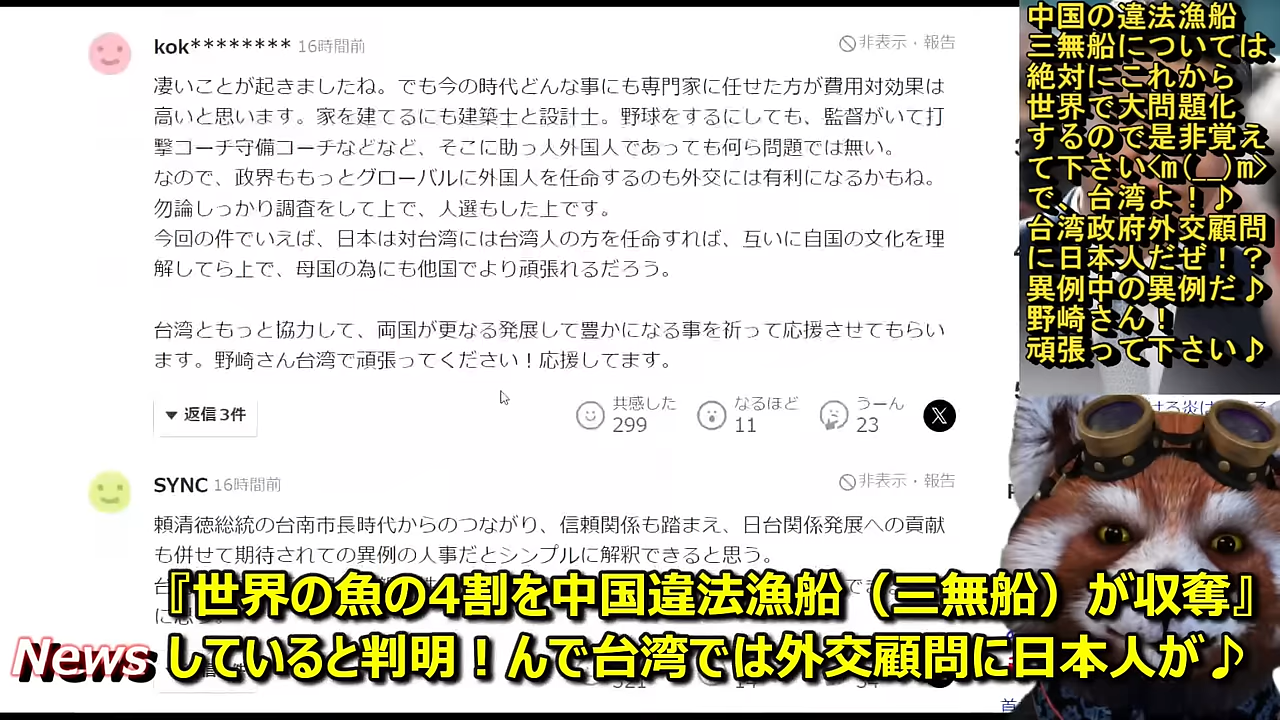 kok******** 16時間前
非表示・報告
凄いことが起きましたね。でも今の時代どんな事にも専門家に任せた方が費用対効果は
高いと思います。家を建てるにも建築士と設計士。野球をするにしても、監督がいて打
撃コーチ守備コーチなどなど、そこに助っ人外国人であっても何ら問題では無い。
なので、政界ももっとグローバルに外国人を任命するのも外交には有利になるかもね。
勿論しっかり調査をして上で、人選もした上です。
今回の件でいえば、日本は対台湾には台湾人の方を任命すれば、互いに自国の文化を理
解してら上で、母国の為にも他国でより頑張れるだろう。
台湾ともっと協力して、両国が更なる発展して豊かになる事を祈って応援させてもらい
ます。野崎さん台湾で頑張ってください！応援してます。
返信3件
共感した
299
なるほど
11
うーん
23
SYNC 16時間前
非表示・報告
頼清徳総統の台南市長時代からのつながり、信頼関係も踏まえ、日台関係発展への貢献
も併せて期待されての異例の人事だとシンプルに解釈できると思う。
中国の違法漁船
三無船については
絶対にこれから
世界で大問題化
するので是非覚え
て下さい<m(__)m>
で、台湾よ！♪
台湾政府外交顧問
に日本人だぜ！？
異例中の異例だ♪
野崎さん！
頑張って下さい♪
『世界の魚の4割を中国違法漁船（三無船）が収奪』
News
していると判明！んで台湾では外交顧問に日本人が♪